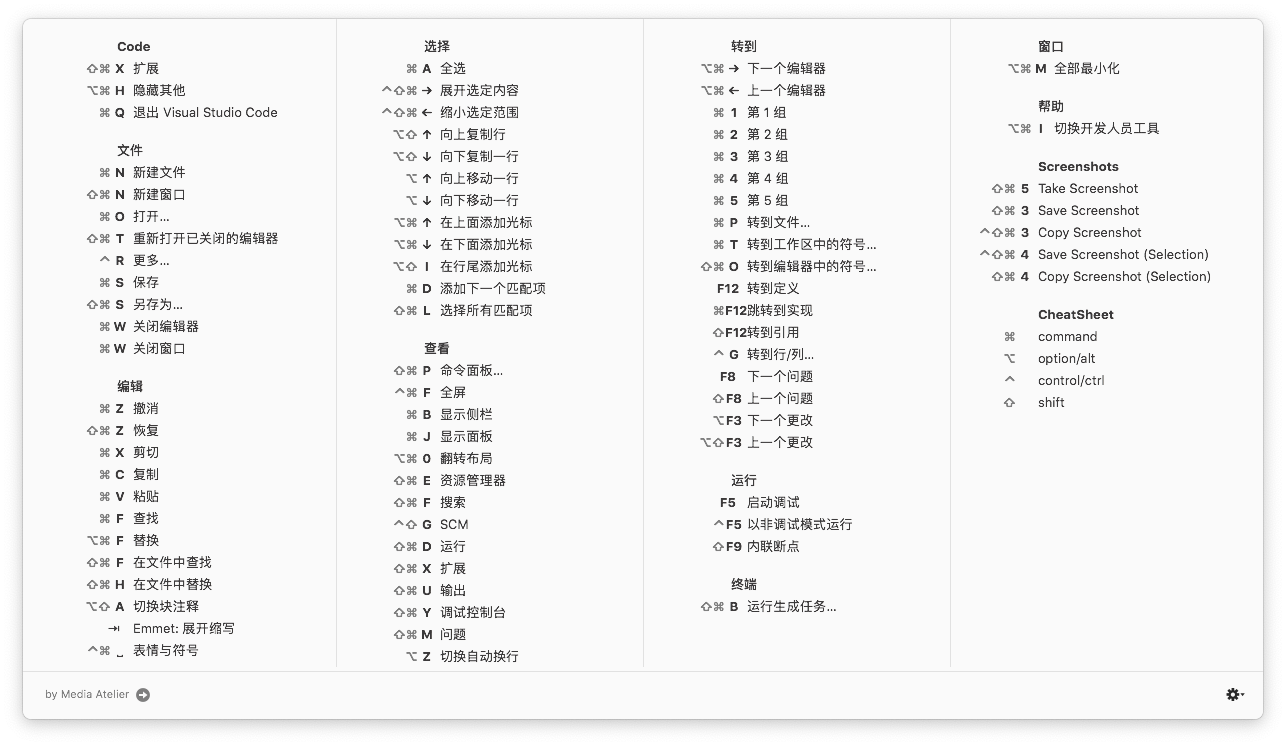 Code
⇧⌘ X 扩展
⌥⌘ H 隐藏其他
⌘ Q 退出 Visual Studio Code
文件
⌘ N 新建文件
⇧⌘ N 新建窗口
⌘ O 打开...
⇧⌘ T 重新打开已关闭的编辑器
⌃ R 更多...
⌘ S 保存
⇧⌘ S 另存为...
⌘ W 关闭编辑器
⌘ W 关闭窗口
编辑
⌘ Z 撤消
⇧⌘ Z 恢复
⌘ X 剪切
⌘ C 复制
⌘ V 粘贴
⌘ F 查找
⌥⌘ F 替换
⇧⌘ F 在文件中查找
⇧⌘ H 在文件中替换
⌥⇧ A 切换块注释
⇥ Emmet: 展开缩写
⌃⌘ ␣ 表情与符号
选择
⌘ A 全选
⌃⇧⌘ → 展开选定内容
⌃⇧⌘ ← 缩小选定范围
⌥⇧ ↑ 向上复制行
⌥⇧ ↓ 向下复制一行
⌥ ↑ 向上移动一行
⌥ ↓ 向下移动一行
⌥⌘ ↑ 在上面添加光标
⌥⌘ ↓ 在下面添加光标
⌥⇧ I 在行尾添加光标
⌘ D 添加下一个匹配项
⇧⌘ L 选择所有匹配项
查看
⇧⌘ P 命令面板...
⌃⌘ F 全屏
⌘ B 显示侧栏
⌘ J 显示面板
⌥⌘ 0 翻转布局
⇧⌘ E 资源管理器
⇧⌘ F 搜索
⌃⇧ G SCM
⇧⌘ D 运行
⇧⌘ X 扩展
⇧⌘ U 输出
⇧⌘ Y 调试控制台
⇧⌘ M 问题
⌥ Z 切换自动换行
转到
⌥⌘ → 下一个编辑器
⌥⌘ ← 上一个编辑器
⌘ 1 第 1 组
⌘ 2 第 2 组
⌘ 3 第 3 组
⌘ 4 第 4 组
⌘ 5 第 5 组
⌘ P 转到文件...
⌘ T 转到工作区中的符号...
⇧⌘ O 转到编辑器中的符号...
F12 转到定义
⌘F12跳转到实现
⇧F12转到引用
⌃ G 转到行/列...
F8 下一个问题
⇧F8 上一个问题
⌥F3 下一个更改
⌥⇧F3 上一个更改
运行
F5 启动调试
⌃F5 以非调试模式运行
⇧F9 内联断点
终端
⇧⌘ B 运行生成任务...
窗口
⌥⌘ M 全部最小化
帮助
⌥⌘ I 切换开发人员工具
Screenshots
⇧⌘ 5 Take Screenshot
⇧⌘ 3 Save Screenshot
⌃⇧⌘ 3 Copy Screenshot
⌃⇧⌘ 4 Save Screenshot (Selection)
⇧⌘ 4 Copy Screenshot (Selection)
CheatSheet
⌘ command
⌥ option/alt
⌃ control/ctrl
⇧ shift
by Media Atelier